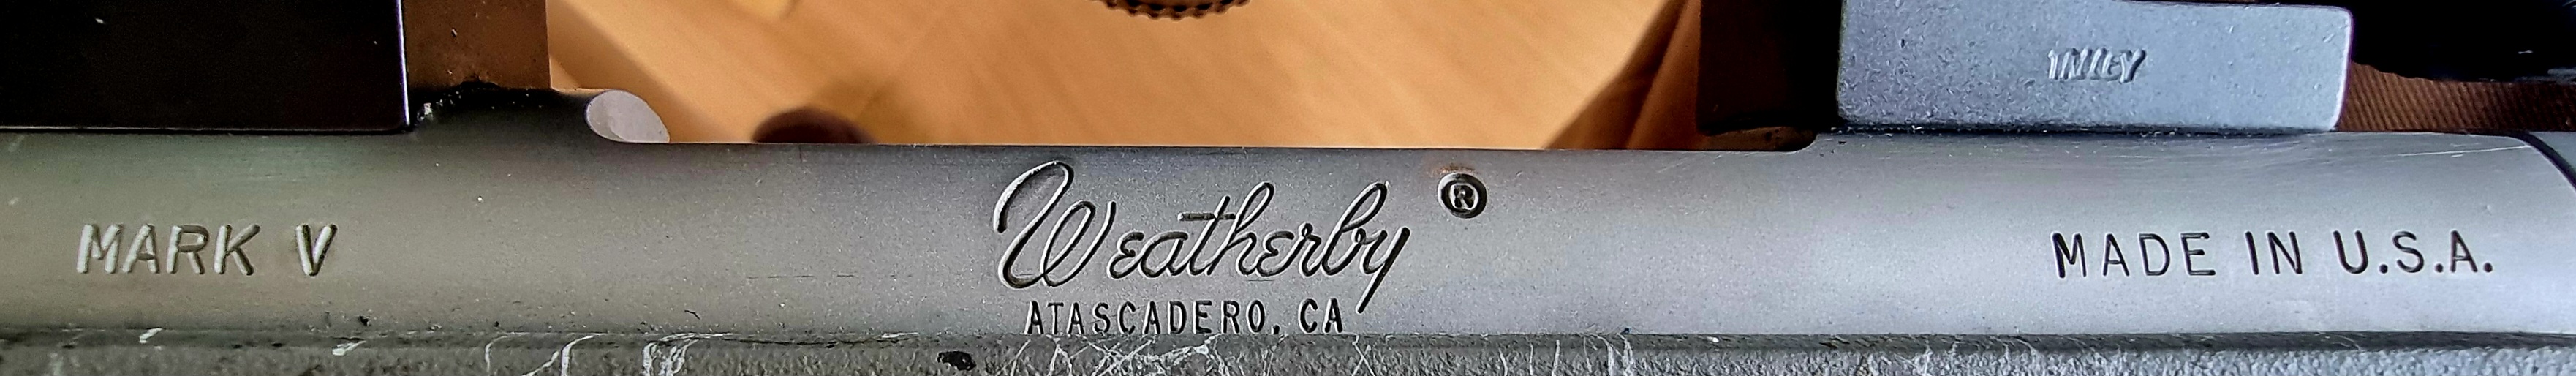 MARK V
Weatherby®
ATASCADERO, CA
MADE IN U.S.A.